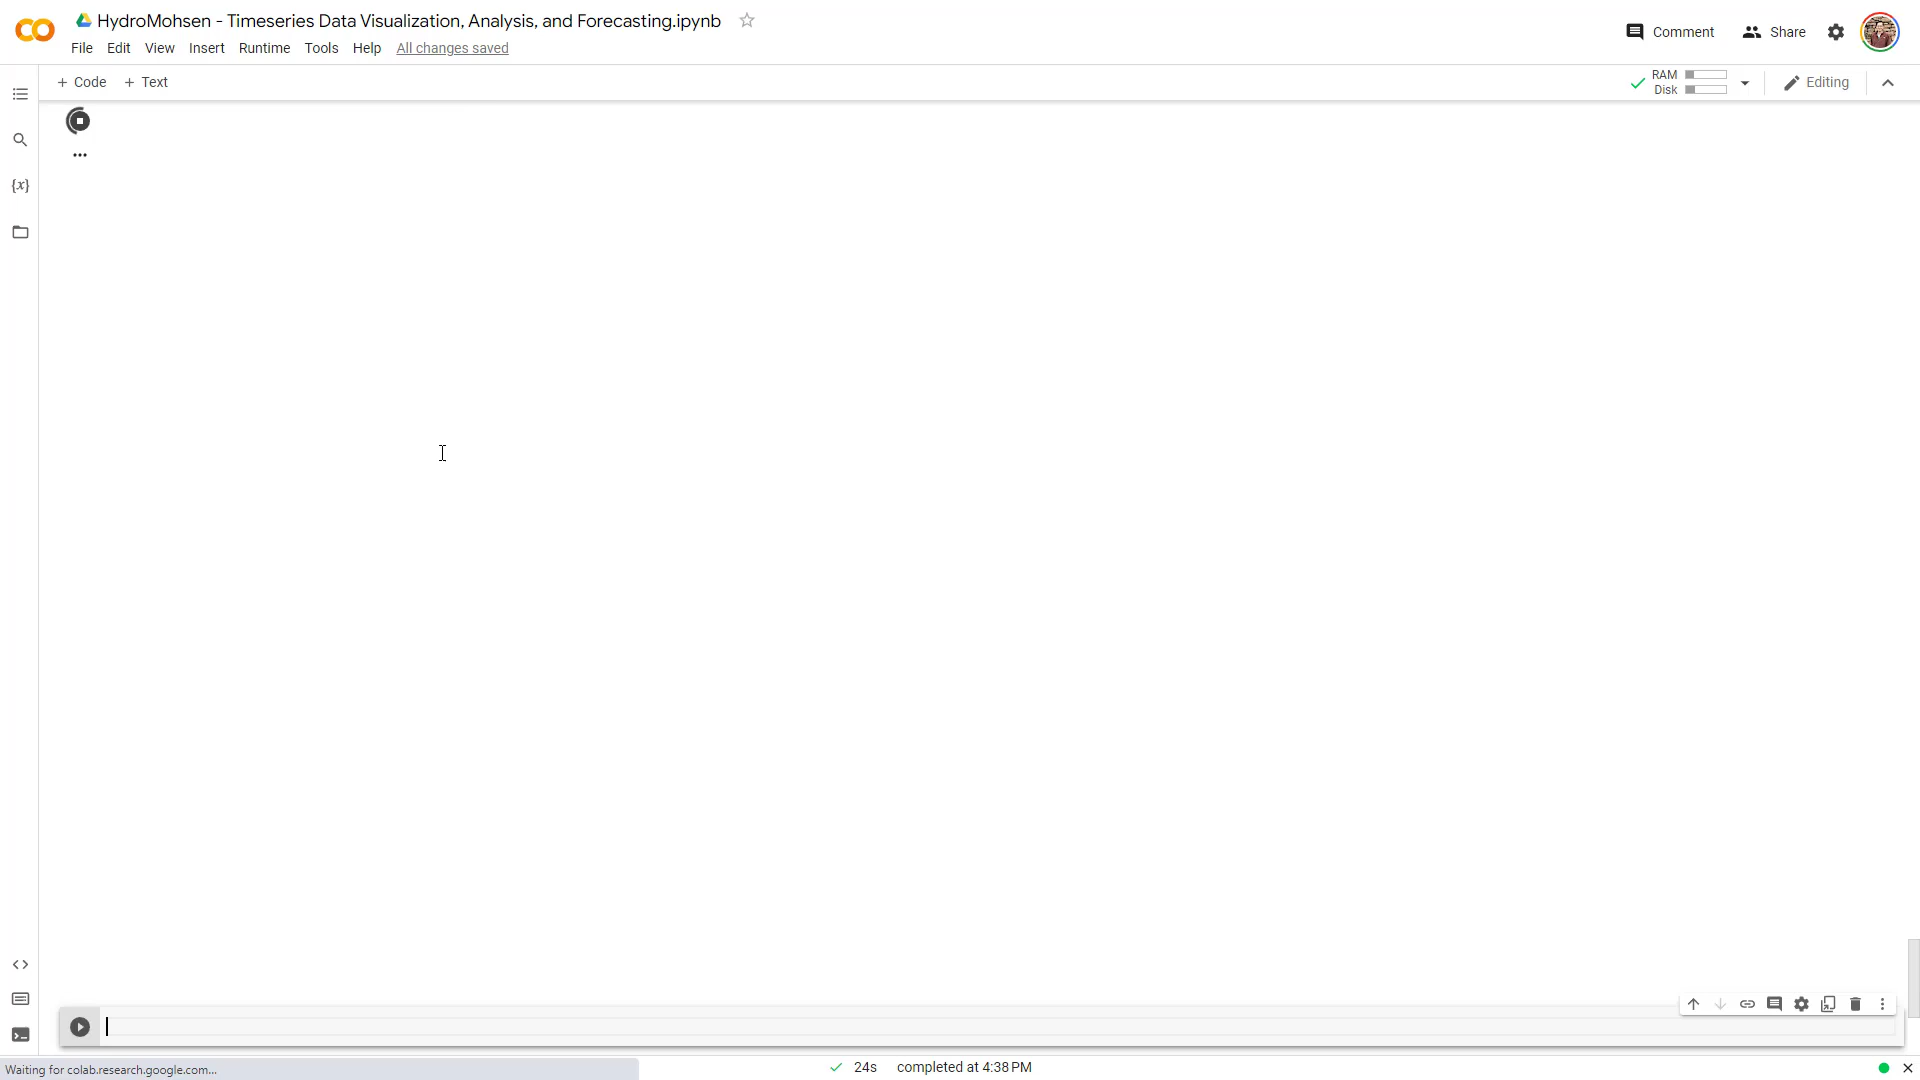 HydroMohsen - Timeseries Data Visualization, Analysis, and Forecasting.ipynb
File Edit View Insert Runtime Tools Help All changes saved
Comment Share
+ Code + Text
RAM
Disk
Editing
{x}
Waiting for colab.research.google.com...
24s completed at 4:38 PM